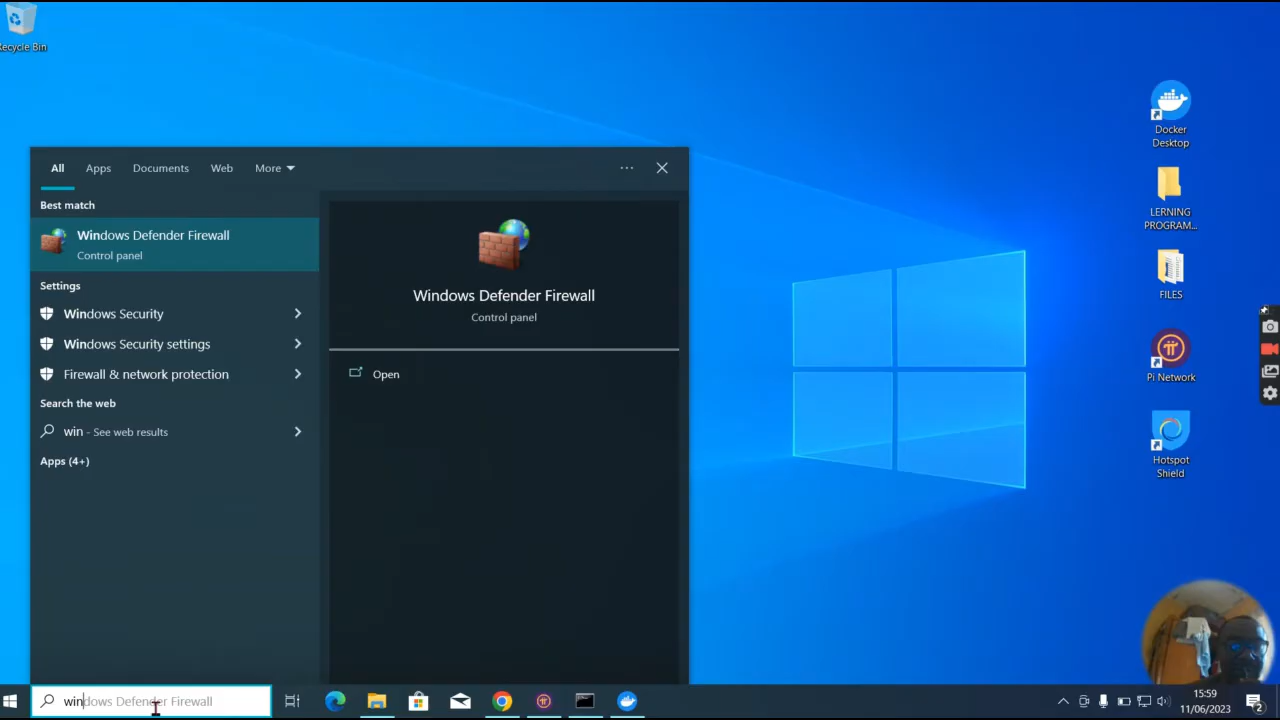 Recycle Bin
All
Apps
Documents
Web
More
Best match
Windows Defender Firewall
Control panel
Settings
Windows Security
Windows Security settings
Firewall & network protection
Search the web
win - See web results
Apps (4+)
Windows Defender Firewall
Control panel
Open
Docker
Desktop
LERNING
PROGRAM...
FILES
Pi Network
Hotspot
Shield
windows Defender Firewall
15:59
11/06/2023
2